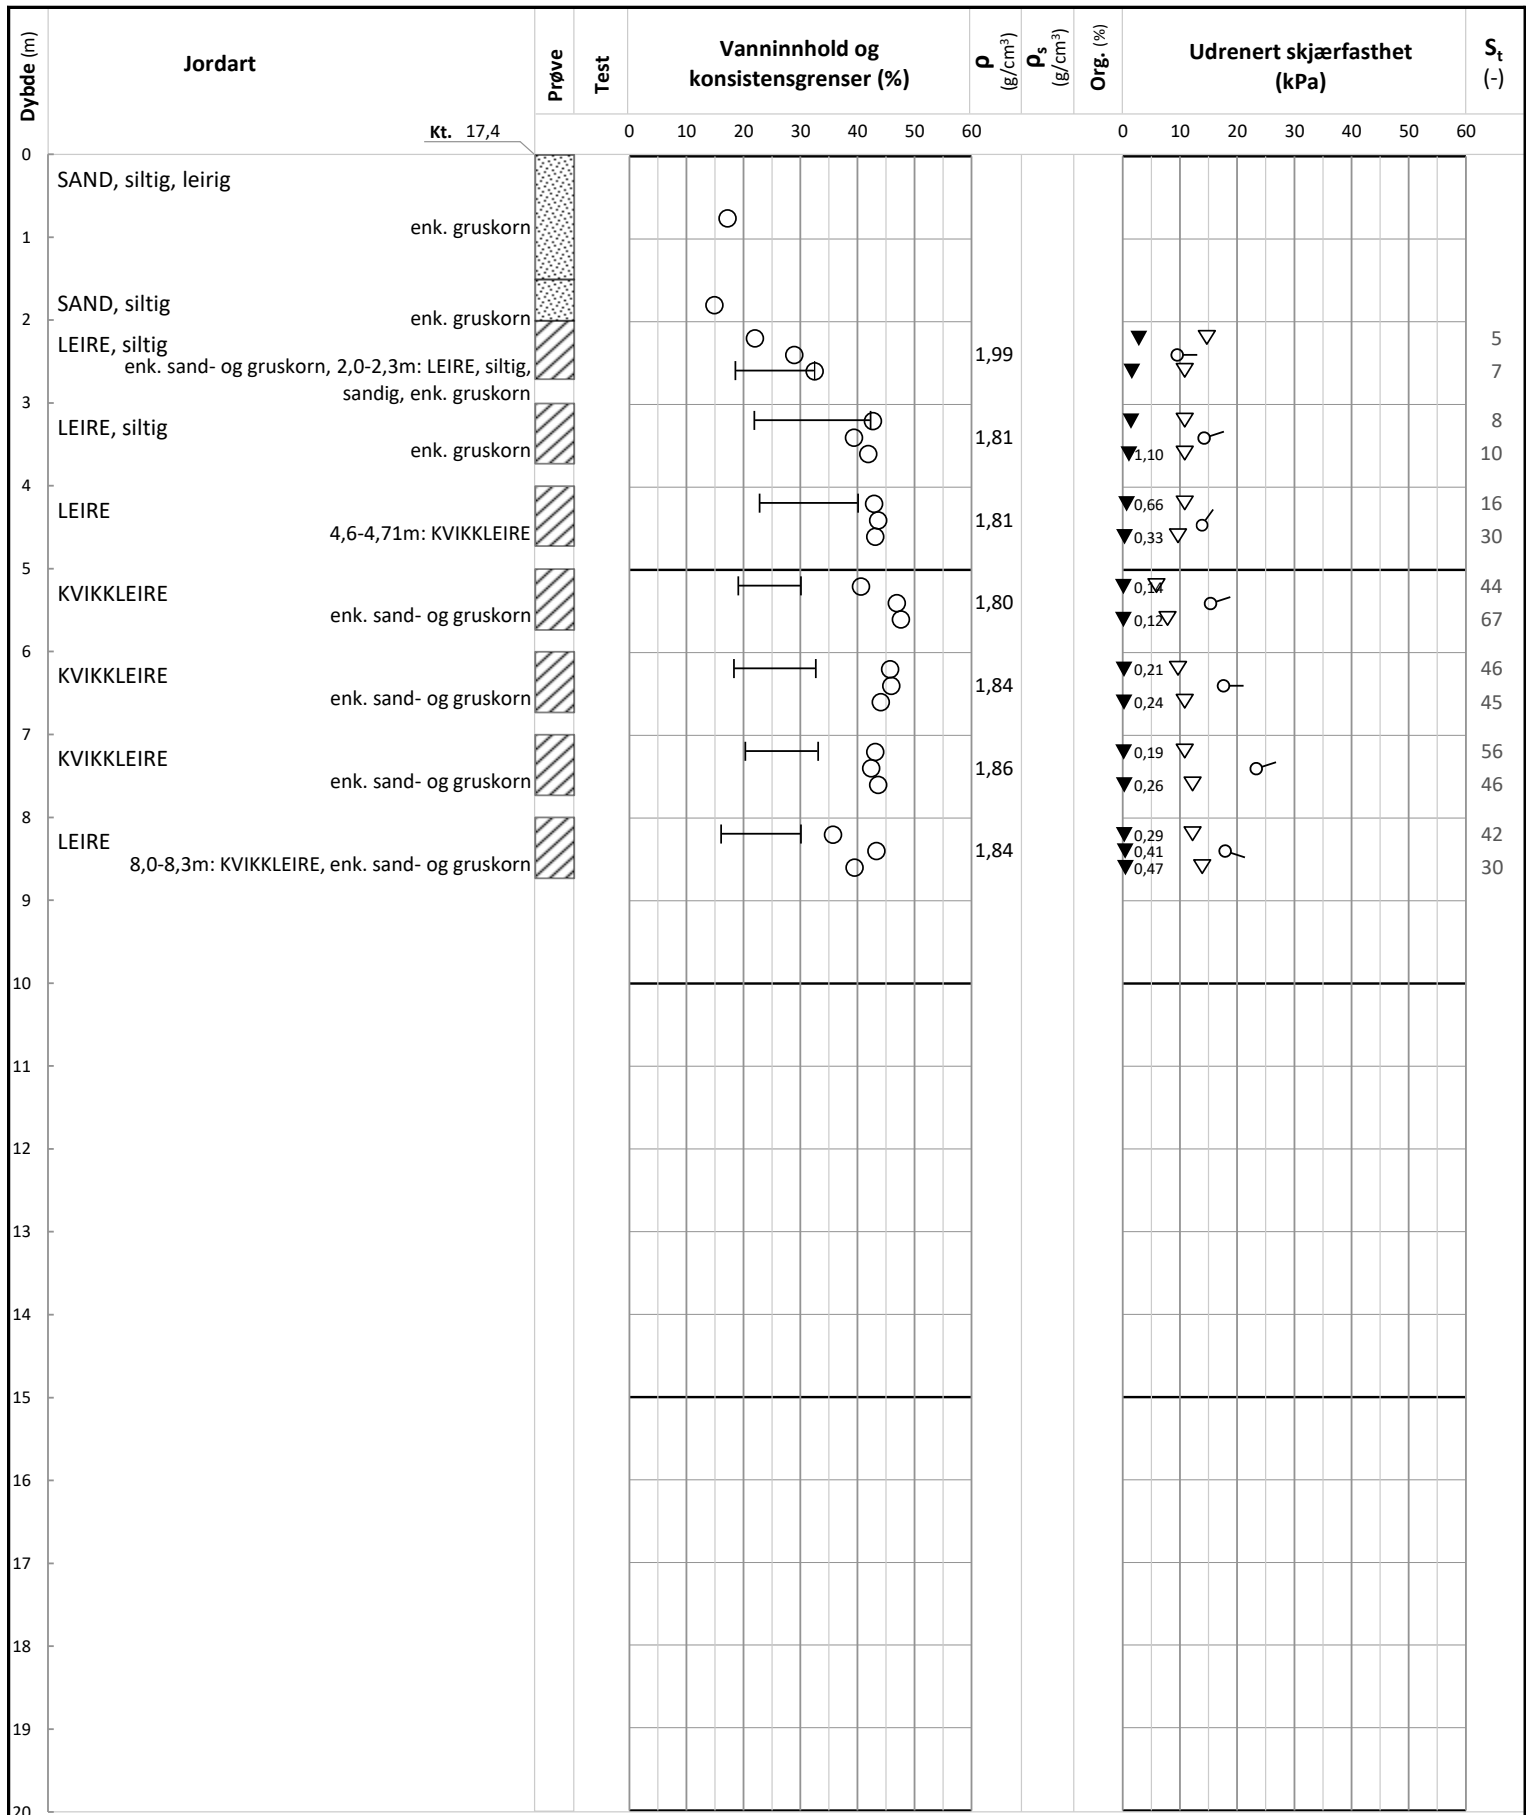 Dybde (m)
Jordart
Prøve
Test
Vanninnhold og
konsistensgrenser (%)
ρ
(g/cm³)
ρs
(g/cm³)
Org. (%)
Udrenert skjærfasthet
(kPa)
St
(-)
Kt. 17,4
0 10 20 30 40 50 60
0 10 20 30 40 50 60
0
SAND, siltig, leirig
enk. gruskorn
1
SAND, siltig
enk. gruskorn
2
LEIRE, siltig
5
1,99
enk. sand- og gruskorn, 2,0-2,3m: LEIRE, siltig,
7
sandig, enk. gruskorn
3
8
LEIRE, siltig
1,81
enk. gruskorn
1,10
10
4
0,66
16
LEIRE
1,81
4,6-4,71m: KVIKKLEIRE
0,33
30
5
0,14
44
KVIKKLEIRE
1,80
enk. sand- og gruskorn
0,12
67
6
0,21
46
KVIKKLEIRE
1,84
enk. sand- og gruskorn
0,24
45
7
0,19
56
KVIKKLEIRE
1,86
enk. sand- og gruskorn
0,26
46
8
0,29
42
LEIRE
1,84
0,41
8,0-8,3m: KVIKKLEIRE, enk. sand- og gruskorn
0,47
30
9
10
11
12
13
14
15
16
17
18
19
20